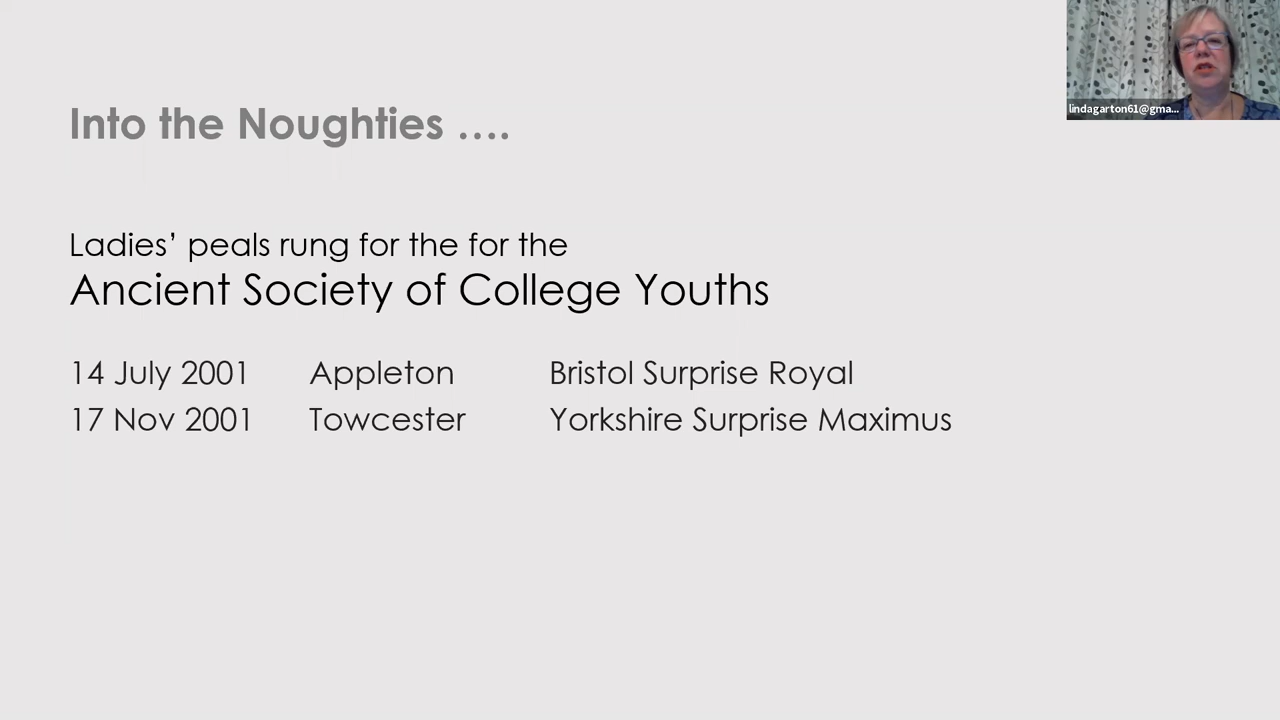 lindagarton61@gma...
Into the Noughties ....
Ladies’ peals rung for the for the
Ancient Society of College Youths
14 July 2001 Appleton Bristol Surprise Royal
17 Nov 2001 Towcester Yorkshire Surprise Maximus